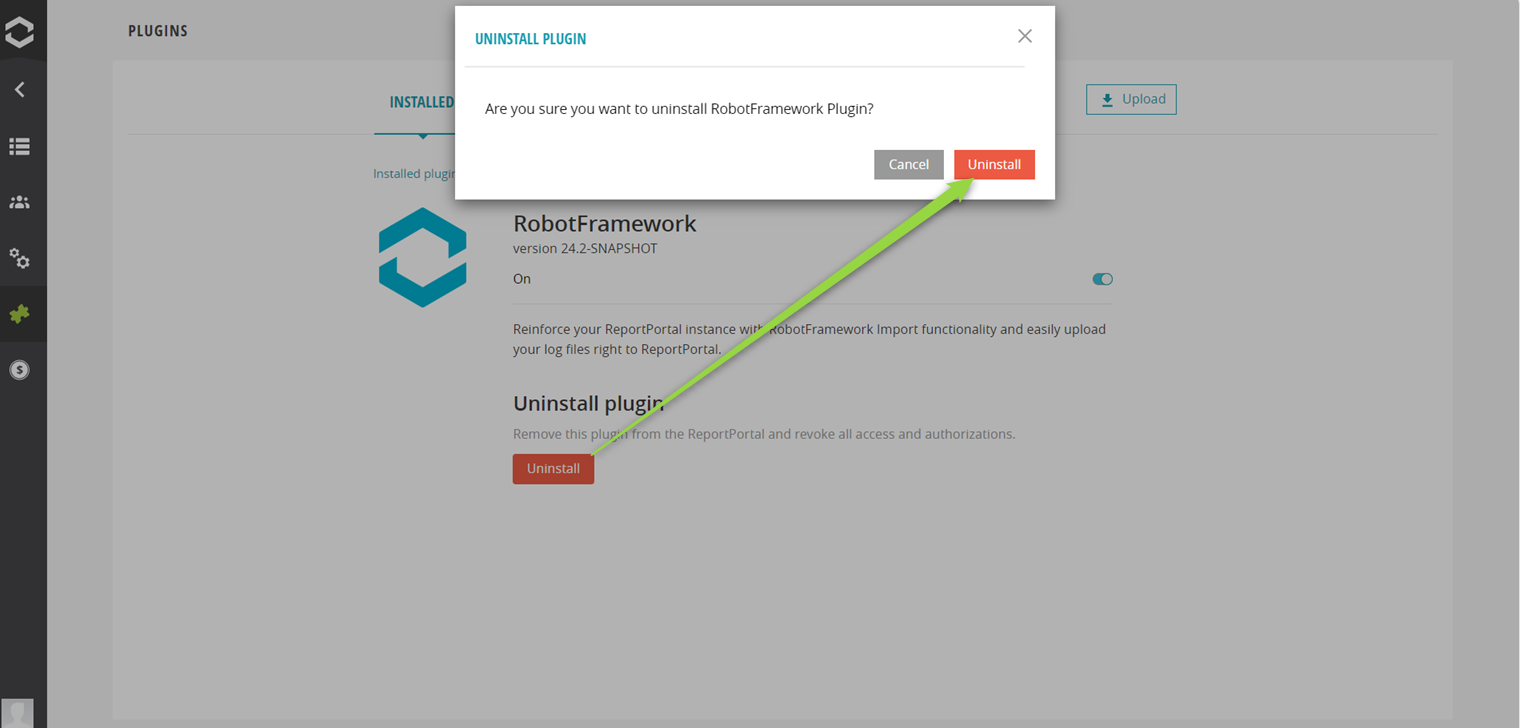 PLUGINS
UNINSTALL PLUGIN
Are you sure you want to uninstall RobotFramework Plugin?
Cancel
Uninstall
INSTALLED
Upload
Installed plugin
RobotFramework
version 24.2-SNAPSHOT
On
Reinforce your ReportPortal instance with RobotFramework Import functionality and easily upload
your log files right to ReportPortal.
Uninstall plugin
Remove this plugin from the ReportPortal and revoke all access and authorizations.
Uninstall